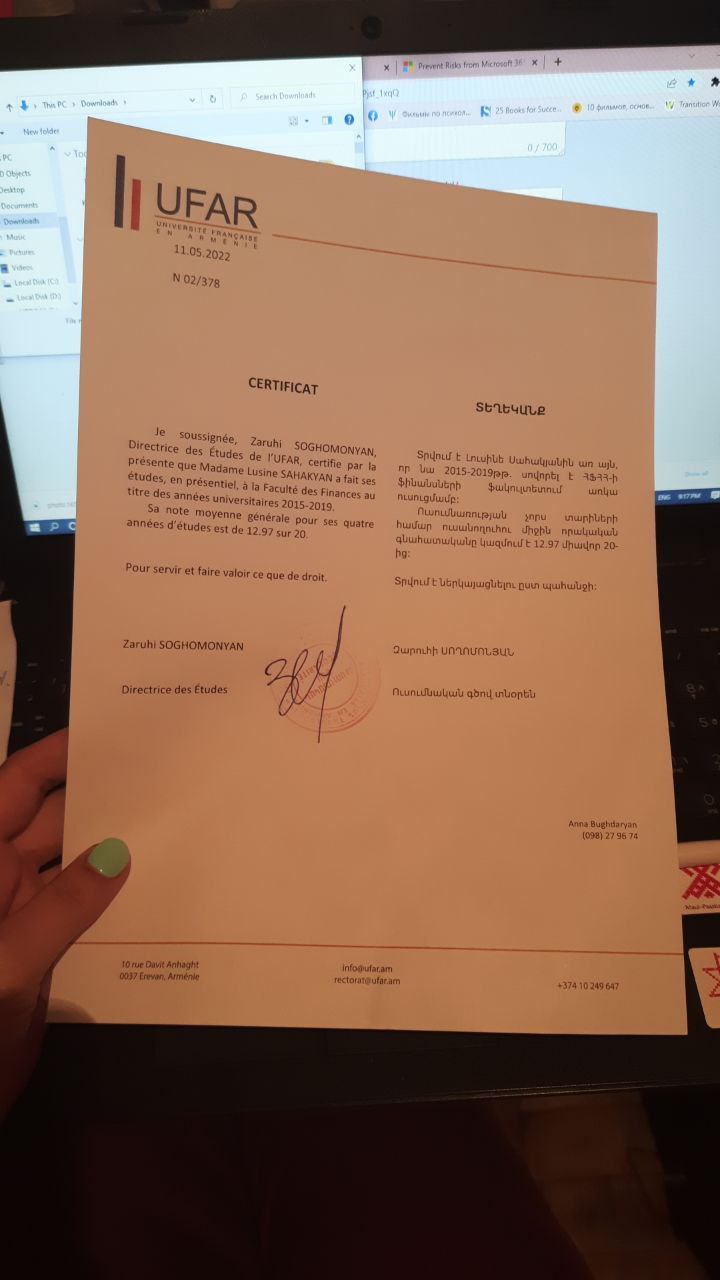 Prevent Risks from Microsoft 36
This PC > Downloads >
Search Downloads
Pjsf_1xqQ
25 Books for Succe...
10 фильмов, основ...
Transition W
New folder
0 / 700
PC
D Objects
Desktop
Documents
Downloads
Music
Pictures
Videos
Local Disk (C:)
Local Disk (D:)
Show all
ENG 9:17 PM
UFAR
UNIVERSITÉ FRANÇAISE
EN ARMÉNIE
11.05.2022
N 02/378
CERTIFICAT
Je soussignée, Zaruhi SOGHOMONYAN,
Directrice des Études de l’UFAR, certifie par la
présente que Madame Lusine SAHAKYAN a fait ses
études, en présentiel, à la Faculté des Finances au
titre des années universitaires 2015-2019.
Sa note moyenne générale pour ses quatre
années d’études est de 12.97 sur 20.
Pour servir et faire valoir ce que de droit.
Zaruhi SOGHOMONYAN
Directrice des Études
ՏԵՂԵԿԱՆՔ
Տրվում է Լուսինե Սահակյանին առ այն,
որ նա 2015-2019թթ. սովորել է ՀՖՀՀ-ի
ֆինանսների ֆակուլտետում առկա
ուսուցմամբ:
Ուսումնառության չորս տարիների
համար ուսանողուհու միջին որակական
գնահատականը կազմում է 12.97 միավոր 20-
ից:
Տրվում է ներկայացնելու ըստ պահանջի:
Զարուհի ՍՈՂՈՄՈՆՅԱՆ
Ուսումնական գծով տնօրեն
Anna Bughdaryan
(098) 27 96 74
10 rue Davit Anhaght
0037 Erevan, Arménie
info@ufar.am
rectorat@ufar.am
+374 10 249 647